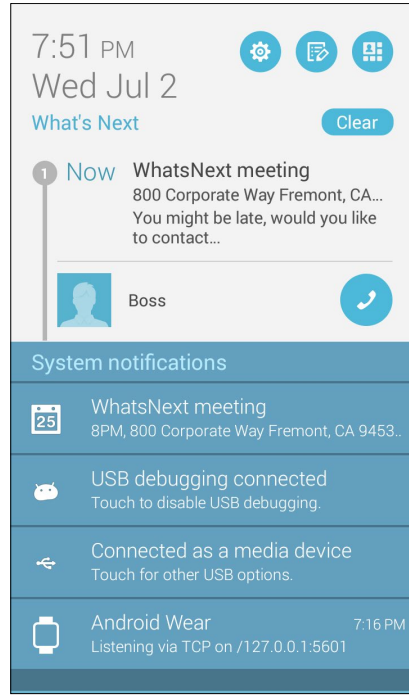 7:51 PM
Wed Jul 2
What's Next
Clear
1 Now WhatsNext meeting
800 Corporate Way Fremont, CA...
You might be late, would you like
to contact...
Boss
System notifications
25
WhatsNext meeting
8PM, 800 Corporate Way Fremont, CA 9453..
USB debugging connected
Touch to disable USB debugging.
Connected as a media device
Touch for other USB options.
Android Wear 7:16 PM
Listening via TCP on /127.0.0.1:5601